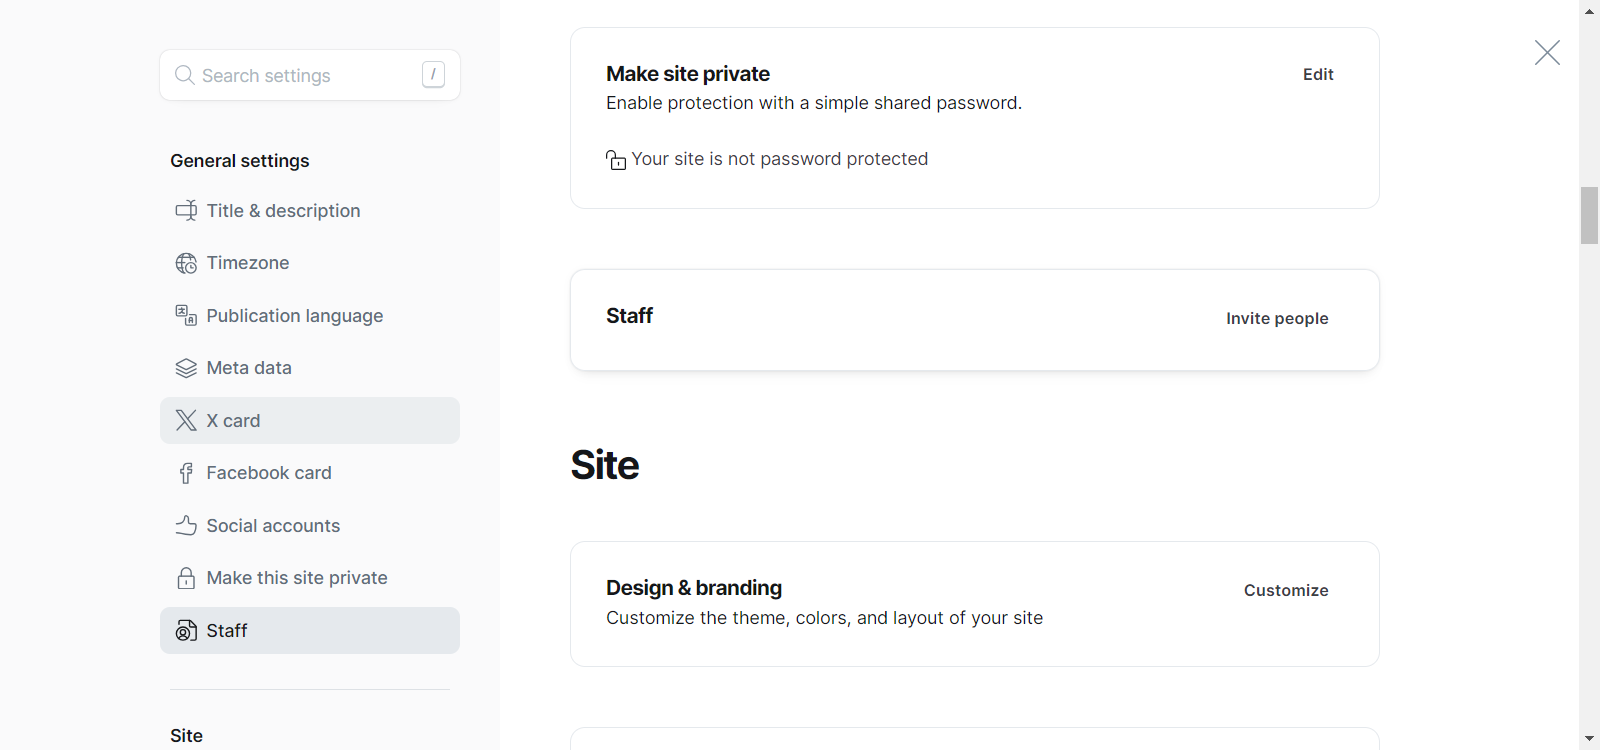 Search settings /
General settings
Title & description
Timezone
Publication language
Meta data
X card
Facebook card
Social accounts
Make this site private
Staff
Site
Make site private
Edit
Enable protection with a simple shared password.
Your site is not password protected
Staff
Invite people
Site
Design & branding
Customize
Customize the theme, colors, and layout of your site